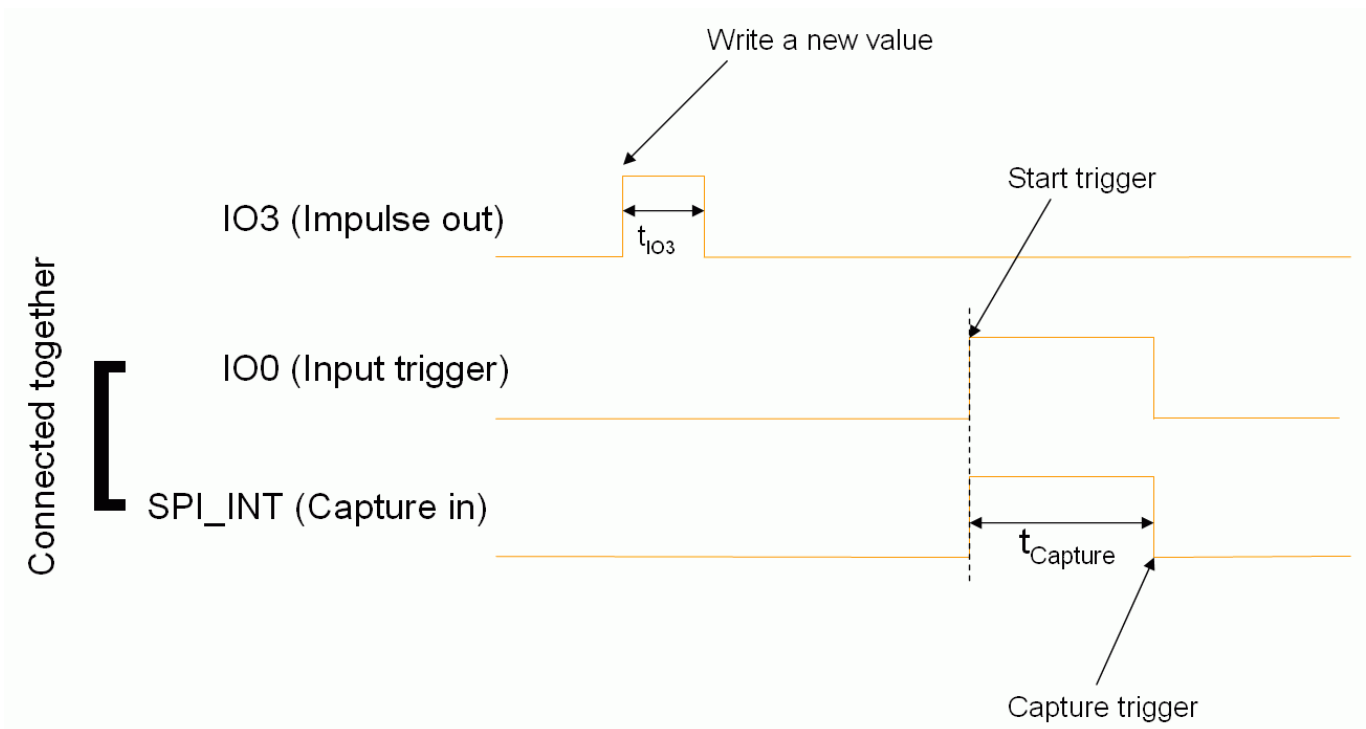 Write a new value
Start trigger
IO3 (Impulse out)
tIO3
Connected together
IO0 (Input trigger)
SPI_INT (Capture in)
tCapture
Capture trigger